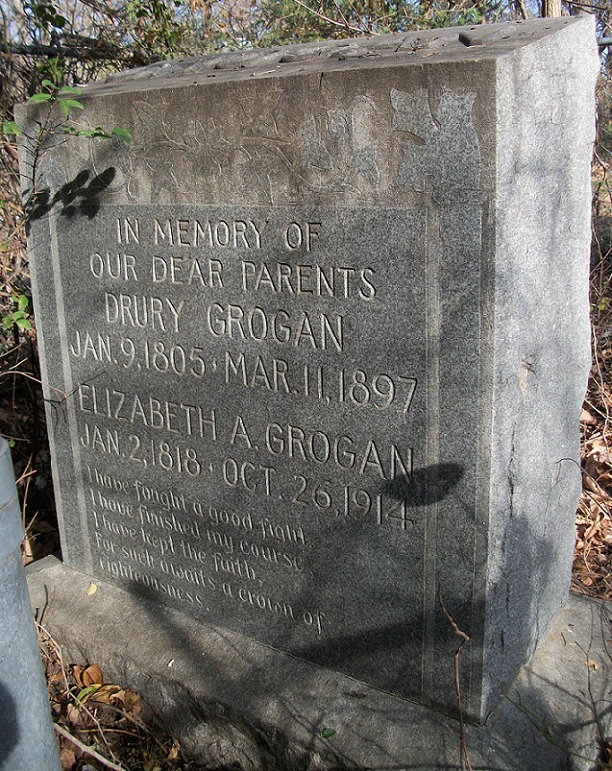 IN MEMORY OF
OUR DEAR PARENTS
DRURY GROGAN
JAN. 9, 1805 · MAR. 11, 1897
ELIZABETH A. GROGAN
JAN. 2, 1818 · OCT. 26, 1914
I have fought a good fight
I have finished my course
I have kept the faith,
For such awaits a crown of
righteousness.